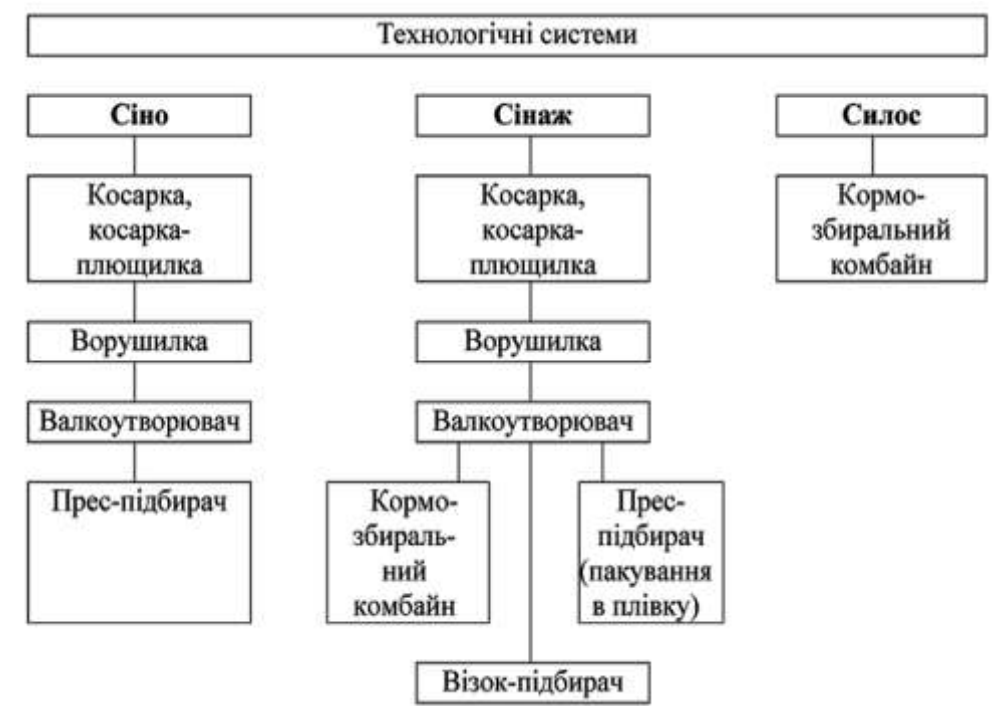 Технологічні системи
Сіно
Сінаж
Силос
Косарка,
косарка-
плющилка
Косарка,
косарка-
плющилка
Кормо-
збиральний
комбайн
Ворушилка
Ворушилка
Валкоутворювач
Валкоутворювач
Прес-підбирач
Кормо-
збираль-
ний
комбайн
Прес-
підбирач
(пакування
в плівку)
Візок-підбирач